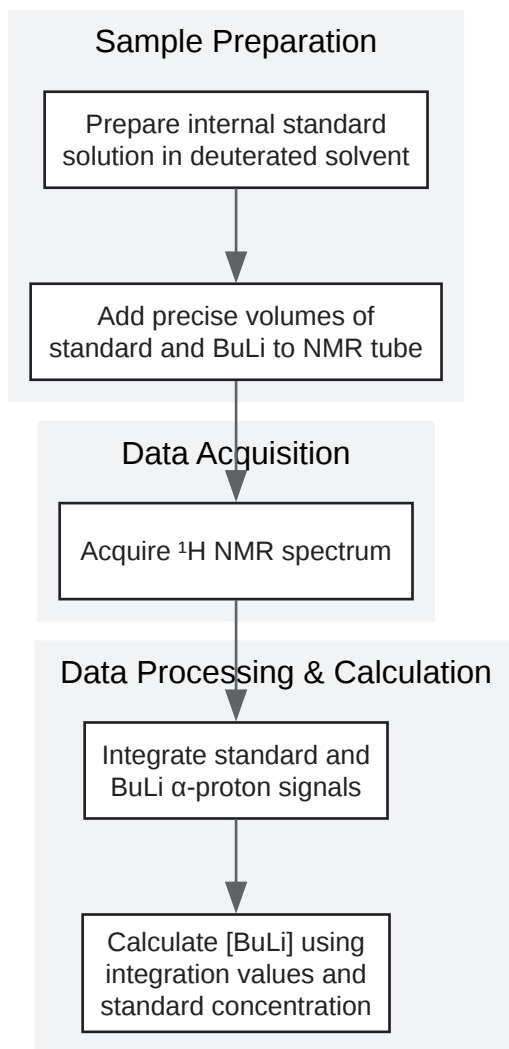 Sample Preparation
Prepare internal standard
solution in deuterated solvent
Add precise volumes of
standard and BuLi to NMR tube
Data Acquisition
Acquire ¹H NMR spectrum
Data Processing & Calculation
Integrate standard and
BuLi α-proton signals
Calculate [BuLi] using
integration values and
standard concentration